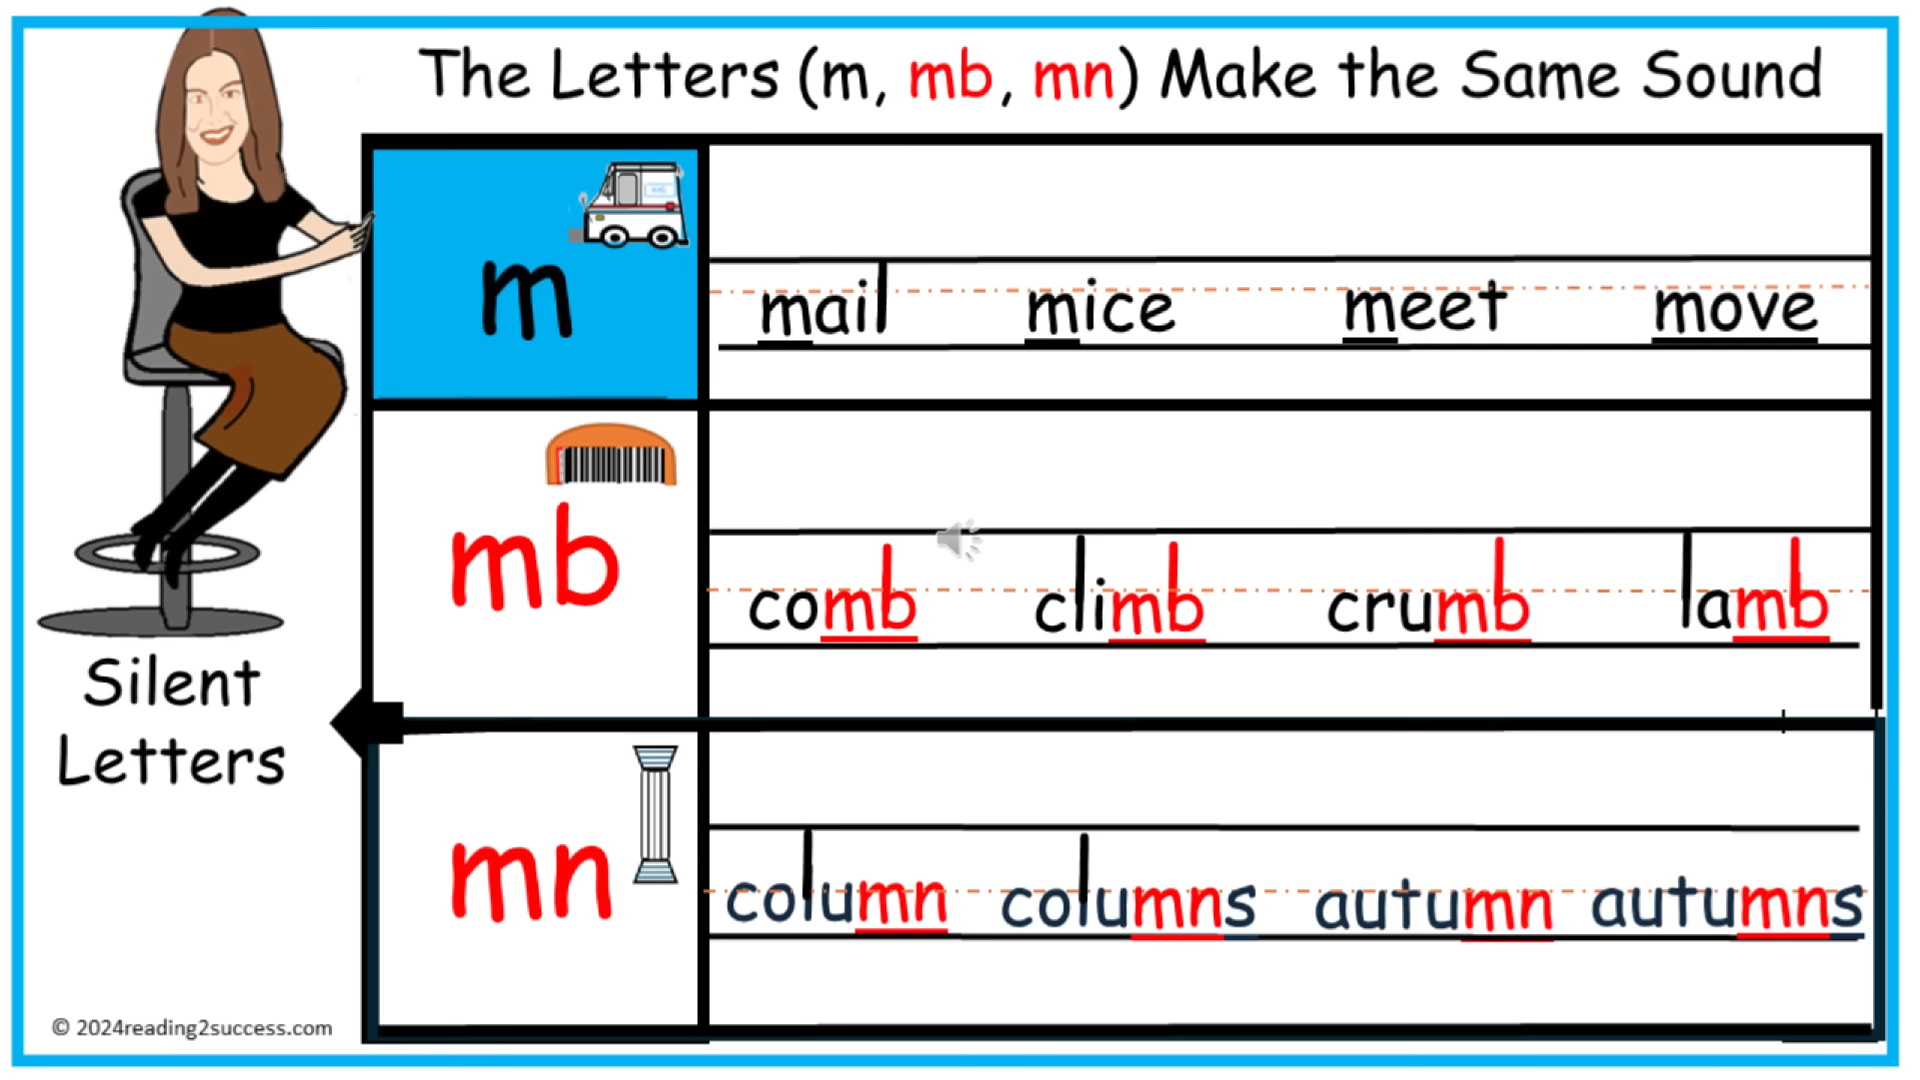 The Letters (m, mb, mn) Make the Same Sound
m
mail mice meet move
mb
comb climb crumb lamb
Silent
Letters
mn
column columns autumn autumns
© 2024reading2success.com